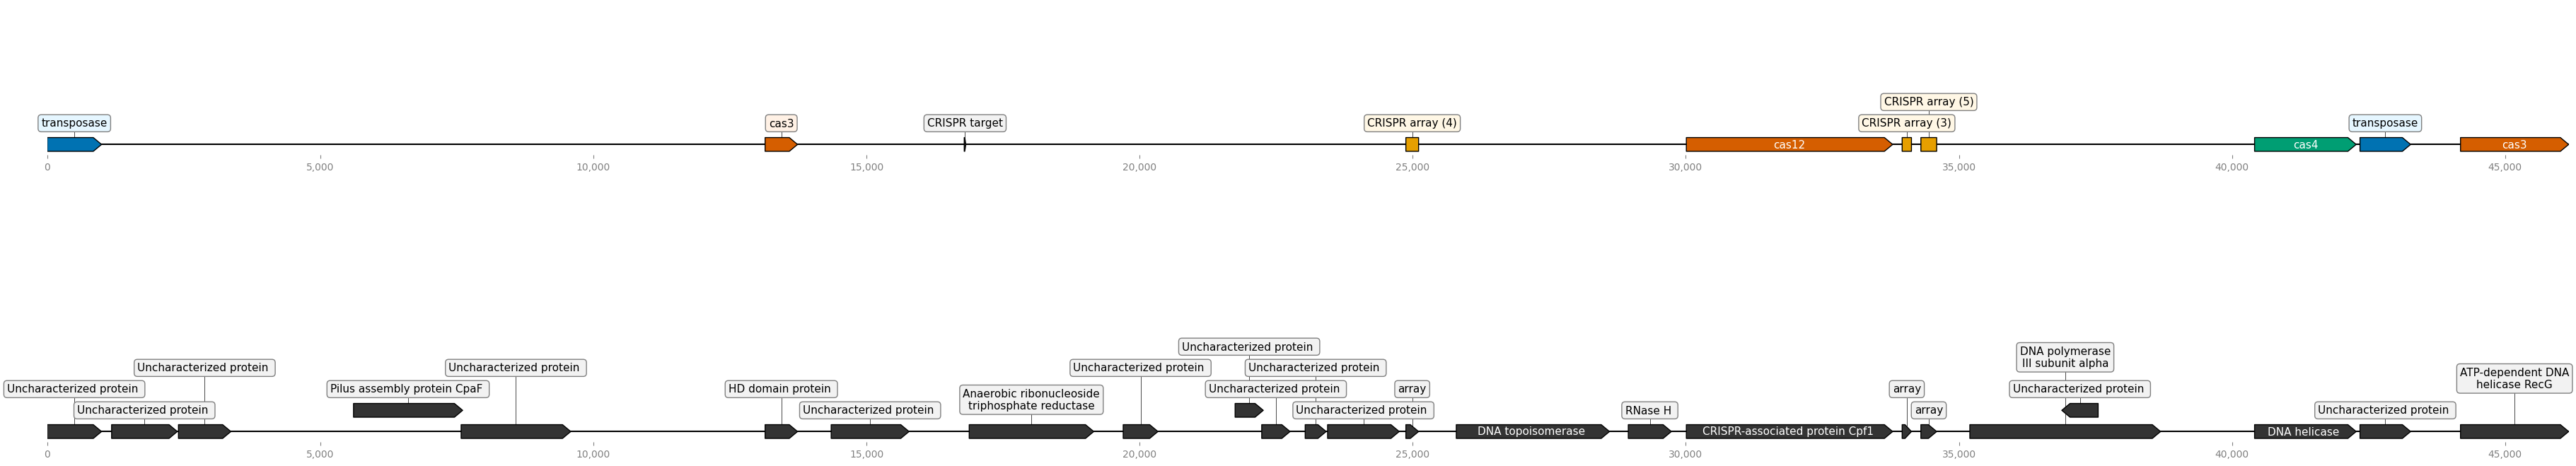 CRISPR array (5)
transposase
cas3
CRISPR target
CRISPR array (4)
CRISPR array (3)
transposase
cas12
cas4
cas3
0
5,000
10,000
15,000
20,000
25,000
30,000
35,000
40,000
45,000
Uncharacterized protein
DNA polymerase
III subunit alpha
Uncharacterized protein
Uncharacterized protein
Uncharacterized protein
Uncharacterized protein
ATP-dependent DNA
helicase RecG
Uncharacterized protein
Pilus assembly protein CpaF
HD domain protein
Anaerobic ribonucleoside
triphosphate reductase
Uncharacterized protein
array
array
Uncharacterized protein
Uncharacterized protein
Uncharacterized protein
Uncharacterized protein
RNase H
array
Uncharacterized protein
DNA topoisomerase
CRISPR-associated protein Cpf1
DNA helicase
0
5,000
10,000
15,000
20,000
25,000
30,000
35,000
40,000
45,000